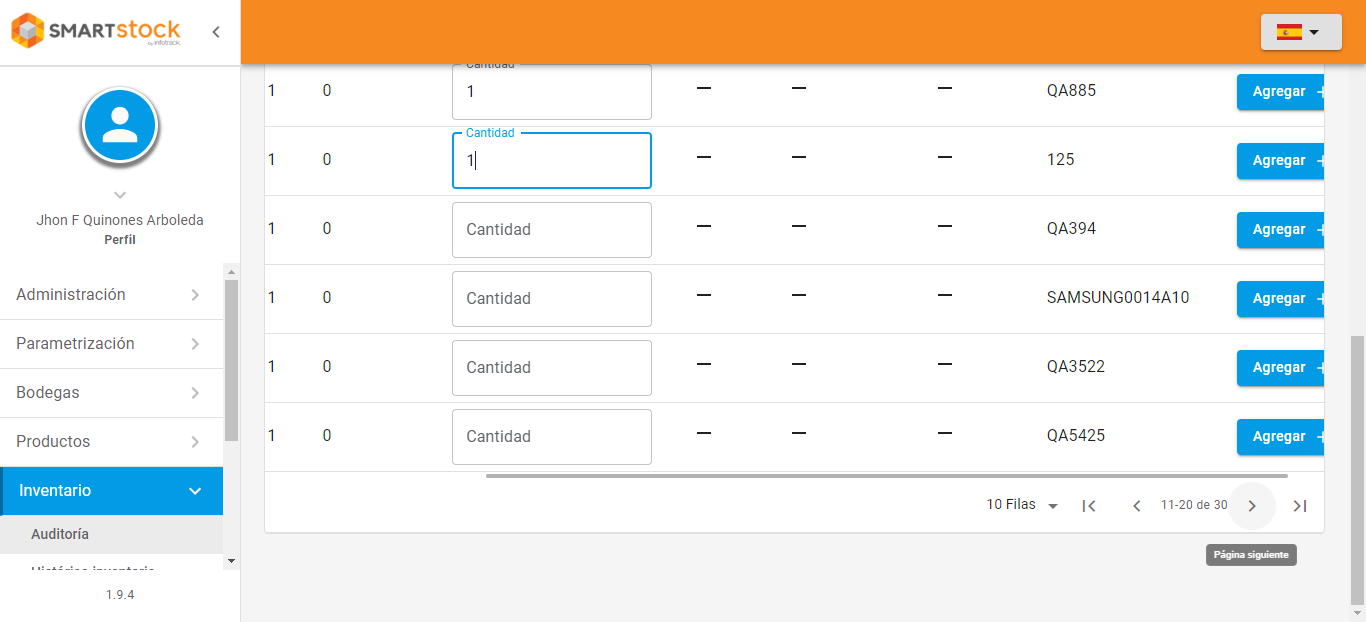 SMARTstock
by infotrack.
Jhon F Quinones Arboleda
Perfil
Administración
Parametrización
Bodegas
Productos
Inventario
Auditoría
Histórico inventario
1.9.4
Cantidad
1 0 1 — — — QA885 Agregar +
Cantidad
1 0 1 — — — 125 Agregar +
1 0 Cantidad — — — QA394 Agregar +
1 0 Cantidad — — — SAMSUNG0014A10 Agregar +
1 0 Cantidad — — — QA3522 Agregar +
1 0 Cantidad — — — QA5425 Agregar +
10 Filas 11-20 de 30
Página siguiente